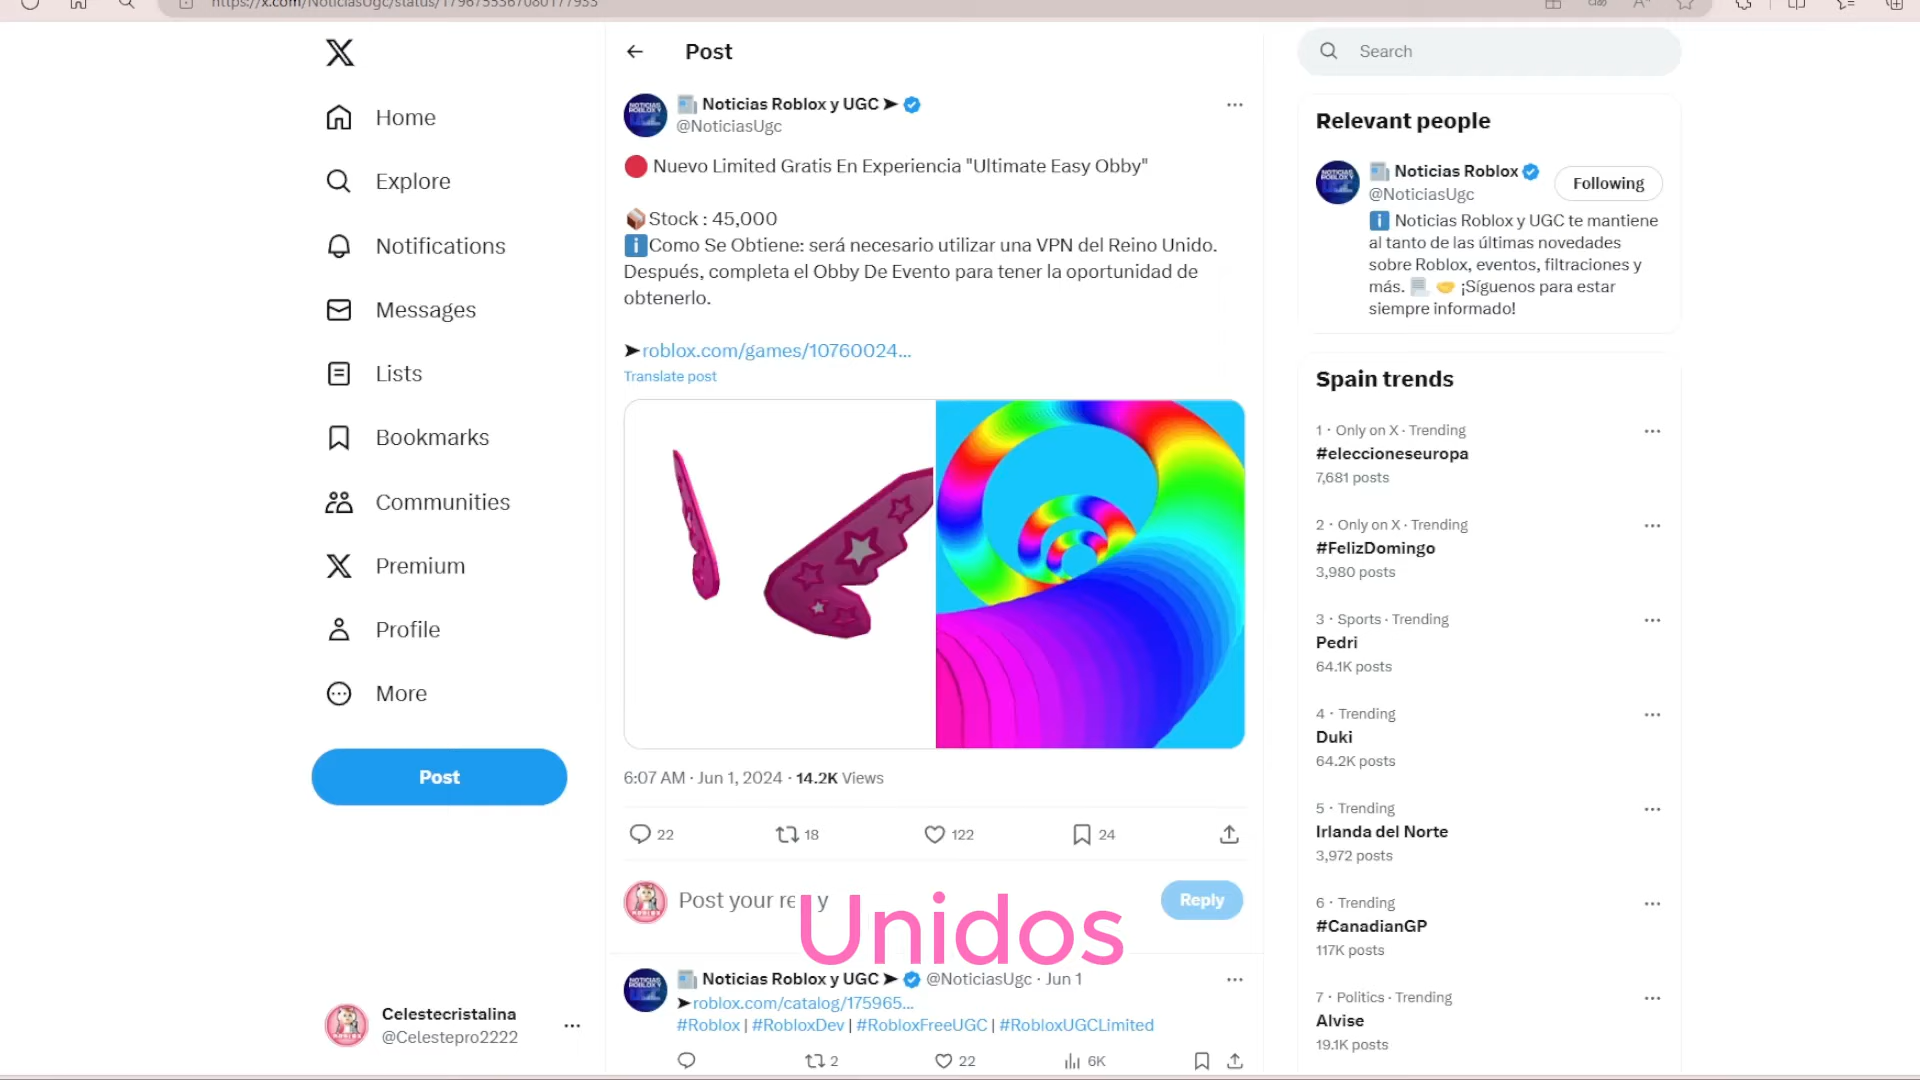 https://x.com/NoticiasUgc/status/1796755367080177933
Home
Explore
Notifications
Messages
Lists
Bookmarks
Communities
Premium
Profile
More
Post
Celestecristalina
@Celestepro2222
Post
Noticias Roblox y UGC ➤
@NoticiasUgc
Nuevo Limited Gratis En Experiencia "Ultimate Easy Obby"
Stock : 45,000
Como Se Obtiene: será necesario utilizar una VPN del Reino Unido.
Después, completa el Obby De Evento para tener la oportunidad de
obtenerlo.
➤roblox.com/games/10760024...
Translate post
6:07 AM · Jun 1, 2024 · 14.2K Views
22 18 122 24
Post your re y
Reply
Unidos
Noticias Roblox y UGC ➤ @NoticiasUgc · Jun 1
➤roblox.com/catalog/175965...
#Roblox | #RobloxDev | #RobloxFreeUGC | #RobloxUGCLimited
2 22 6K
Search
Relevant people
Noticias Roblox
@NoticiasUgc
Following
Noticias Roblox y UGC te mantiene
al tanto de las últimas novedades
sobre Roblox, eventos, filtraciones y
más. ¡Síguenos para estar
siempre informado!
Spain trends
1 · Only on X · Trending
#eleccioneseuropa
7,681 posts
2 · Only on X · Trending
#FelizDomingo
3,980 posts
3 · Sports · Trending
Pedri
64.1K posts
4 · Trending
Duki
64.2K posts
5 · Trending
Irlanda del Norte
3,972 posts
6 · Trending
#CanadianGP
117K posts
7 · Politics · Trending
Alvise
19.1K posts